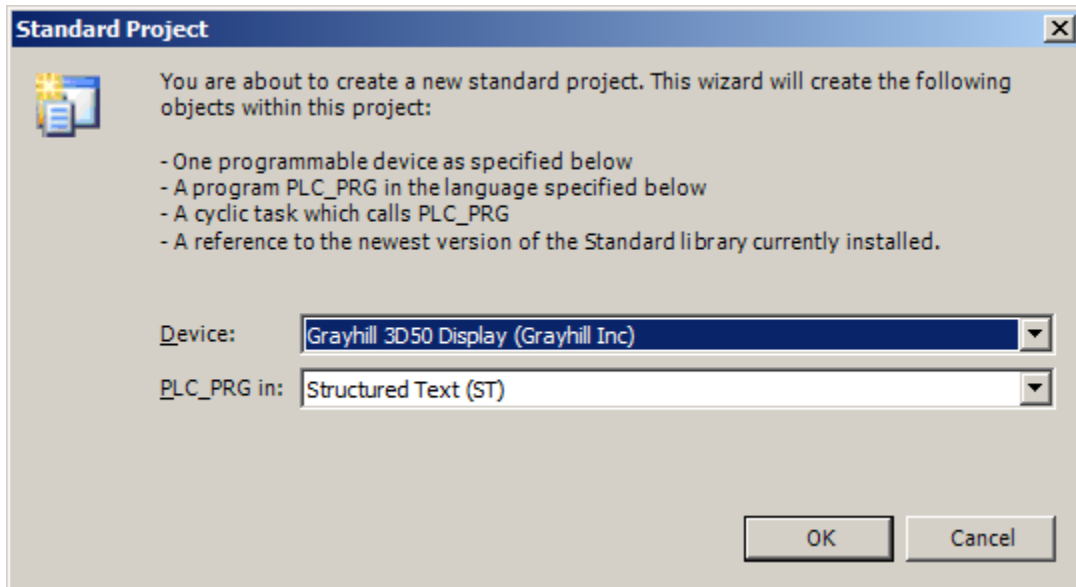 Standard Project
You are about to create a new standard project. This wizard will create the following
objects within this project:
- One programmable device as specified below
- A program PLC_PRG in the language specified below
- A cyclic task which calls PLC_PRG
- A reference to the newest version of the Standard library currently installed.
Device: Grayhill 3D50 Display (Grayhill Inc)
PLC_PRG in: Structured Text (ST)
OK Cancel